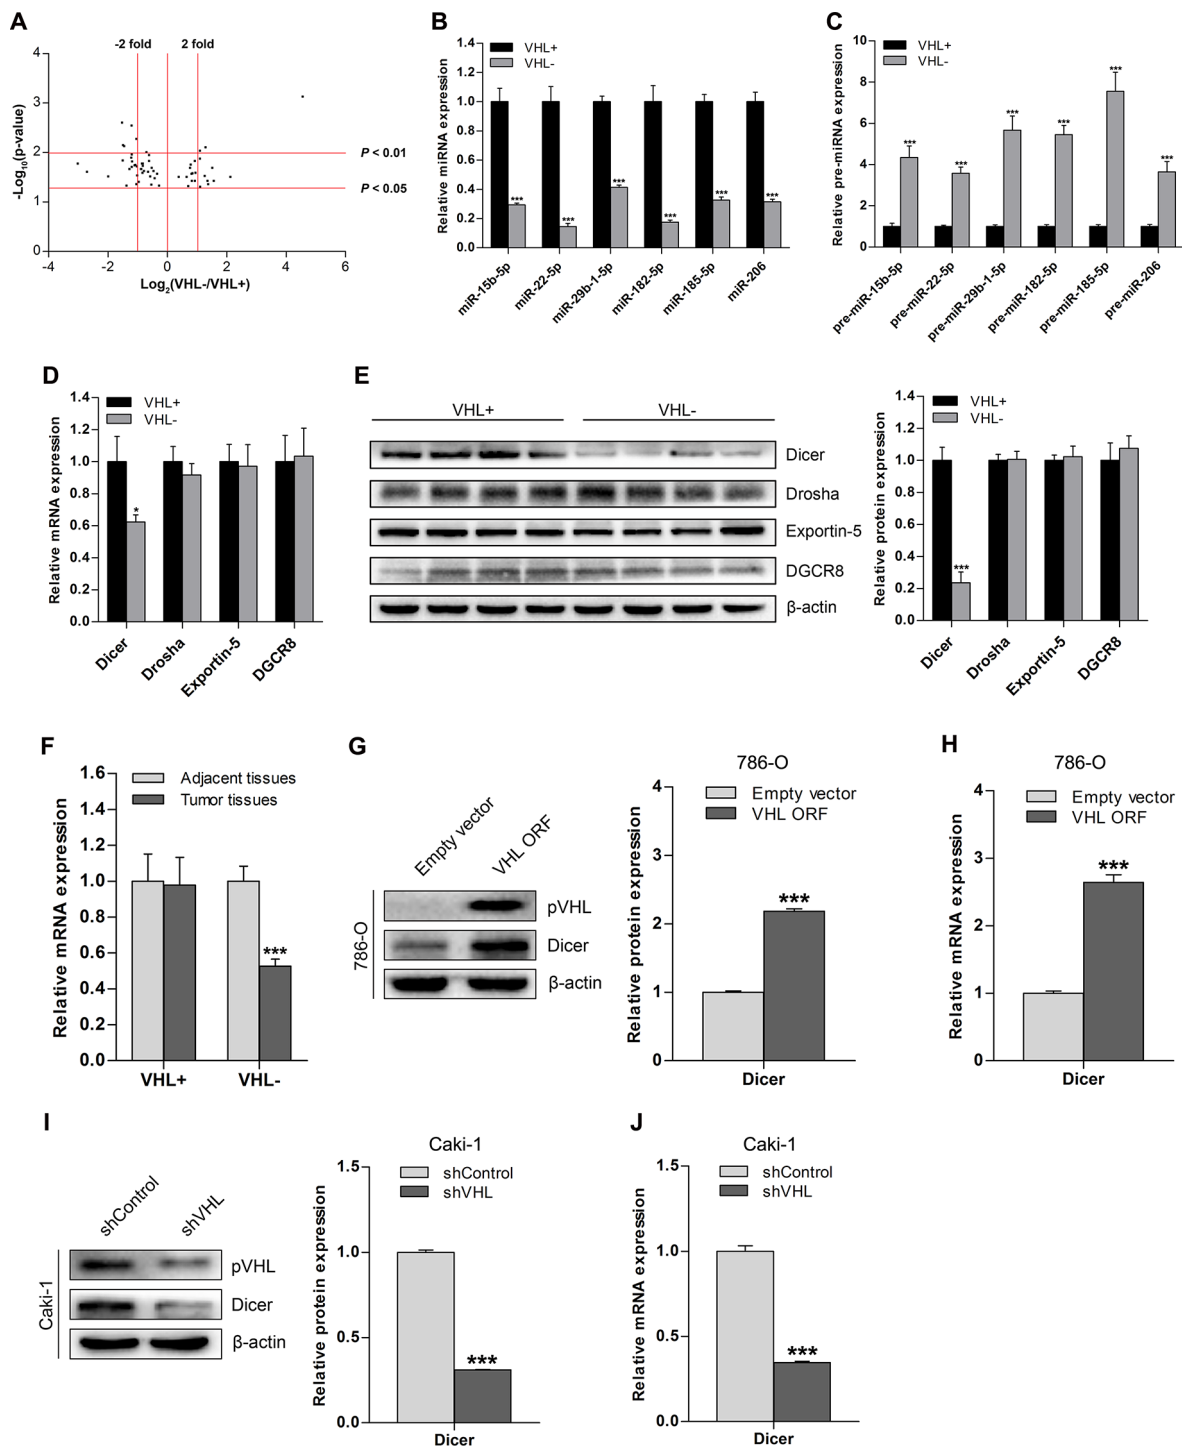 A
-2 fold 2 fold
4
3
2
1
0
-Log10(p-value)
P < 0.01
P < 0.05
-4 -2 0 2 4 6
Log2(VHL-/VHL+)
B
VHL+
VHL-
1.4
1.2
1.0
0.8
0.6
0.4
0.2
0.0
Relative miRNA expression
*** *** *** *** *** ***
miR-15b-5p
miR-22-5p
miR-29b-1-5p
miR-182-5p
miR-185-5p
miR-206
C
VHL+
VHL-
10
8
6
4
2
0
Relative pre-miRNA expression
*** *** *** *** *** ***
pre-miR-15b-5p
pre-miR-22-5p
pre-miR-29b-1-5p
pre-miR-182-5p
pre-miR-185-5p
pre-miR-206
D
VHL+
VHL-
1.4
1.2
1.0
0.8
0.6
0.4
0.2
0.0
Relative mRNA expression
*
Dicer
Drosha
Exportin-5
DGCR8
E
VHL+ VHL-
Dicer
Drosha
Exportin-5
DGCR8
β-actin
VHL+
VHL-
1.4
1.2
1.0
0.8
0.6
0.4
0.2
0.0
Relative protein expression
***
Dicer
Drosha
Exportin-5
DGCR8
F
Adjacent tissues
Tumor tissues
1.6
1.4
1.2
1.0
0.8
0.6
0.4
0.2
0.0
Relative mRNA expression
***
VHL+ VHL-
G
Empty vector
VHL ORF
786-O
pVHL
Dicer
β-actin
786-O
Empty vector
VHL ORF
4
3
2
1
0
Relative protein expression
***
Dicer
H
786-O
Empty vector
VHL ORF
4
3
2
1
0
Relative mRNA expression
***
Dicer
I
shControl
shVHL
Caki-1
pVHL
Dicer
β-actin
Caki-1
shControl
shVHL
1.5
1.0
0.5
0.0
Relative protein expression
***
Dicer
J
Caki-1
shControl
shVHL
1.5
1.0
0.5
0.0
Relative mRNA expression
***
Dicer